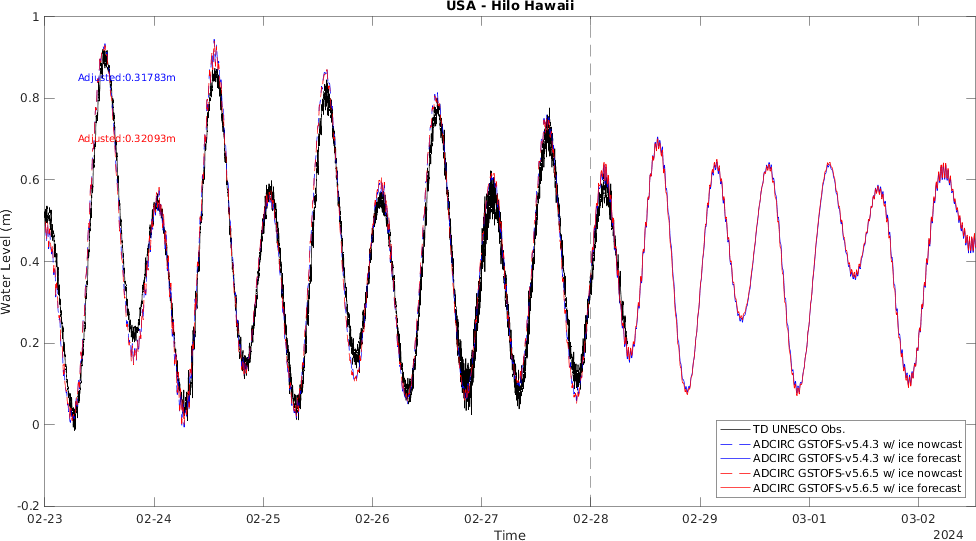 USA - Hilo Hawaii
1
0.8
0.6
0.4
0.2
0
-0.2
Water Level (m)
Adjusted:0.31783m
Adjusted:0.32093m
TD UNESCO Obs.
ADCIRC GSTOFS-v5.4.3 w/ ice nowcast
ADCIRC GSTOFS-v5.4.3 w/ ice forecast
ADCIRC GSTOFS-v5.6.5 w/ ice nowcast
ADCIRC GSTOFS-v5.6.5 w/ ice forecast
02-23 02-24 02-25 02-26 02-27 02-28 02-29 03-01 03-02
Time
2024